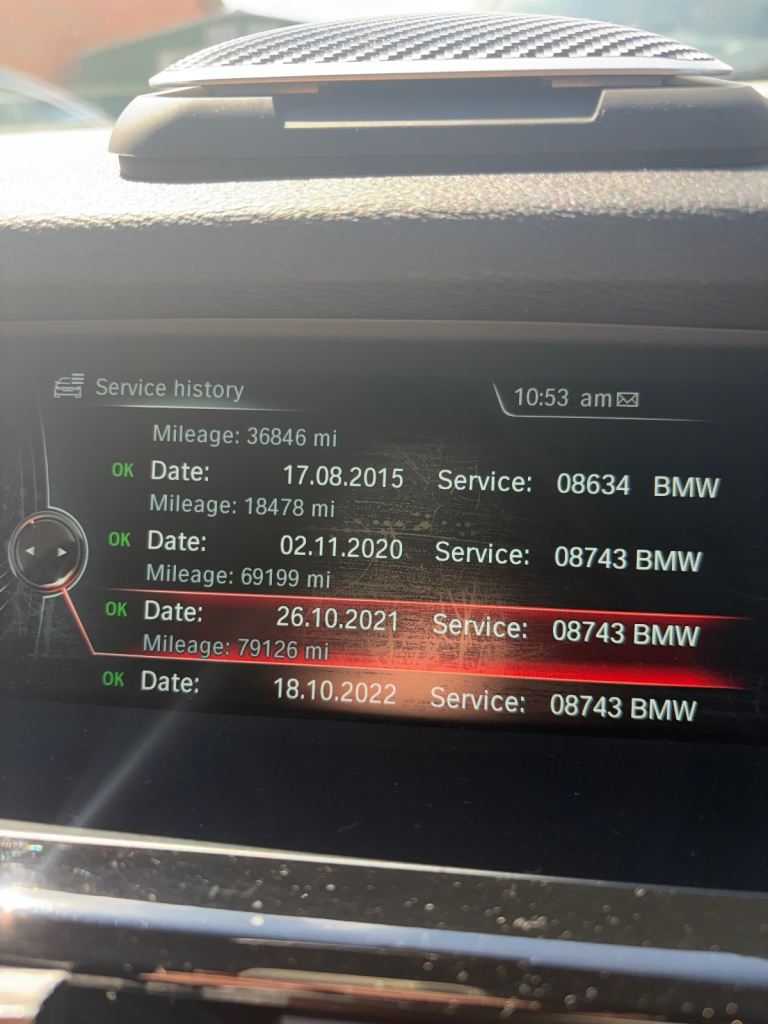 Service history 10:53 am
Mileage: 36846 mi
OK Date: 17.08.2015 Service: 08634 BMW
Mileage: 18478 mi
OK Date: 02.11.2020 Service: 08743 BMW
Mileage: 69199 mi
OK Date: 26.10.2021 Service: 08743 BMW
Mileage: 79126 mi
OK Date: 18.10.2022 Service: 08743 BMW